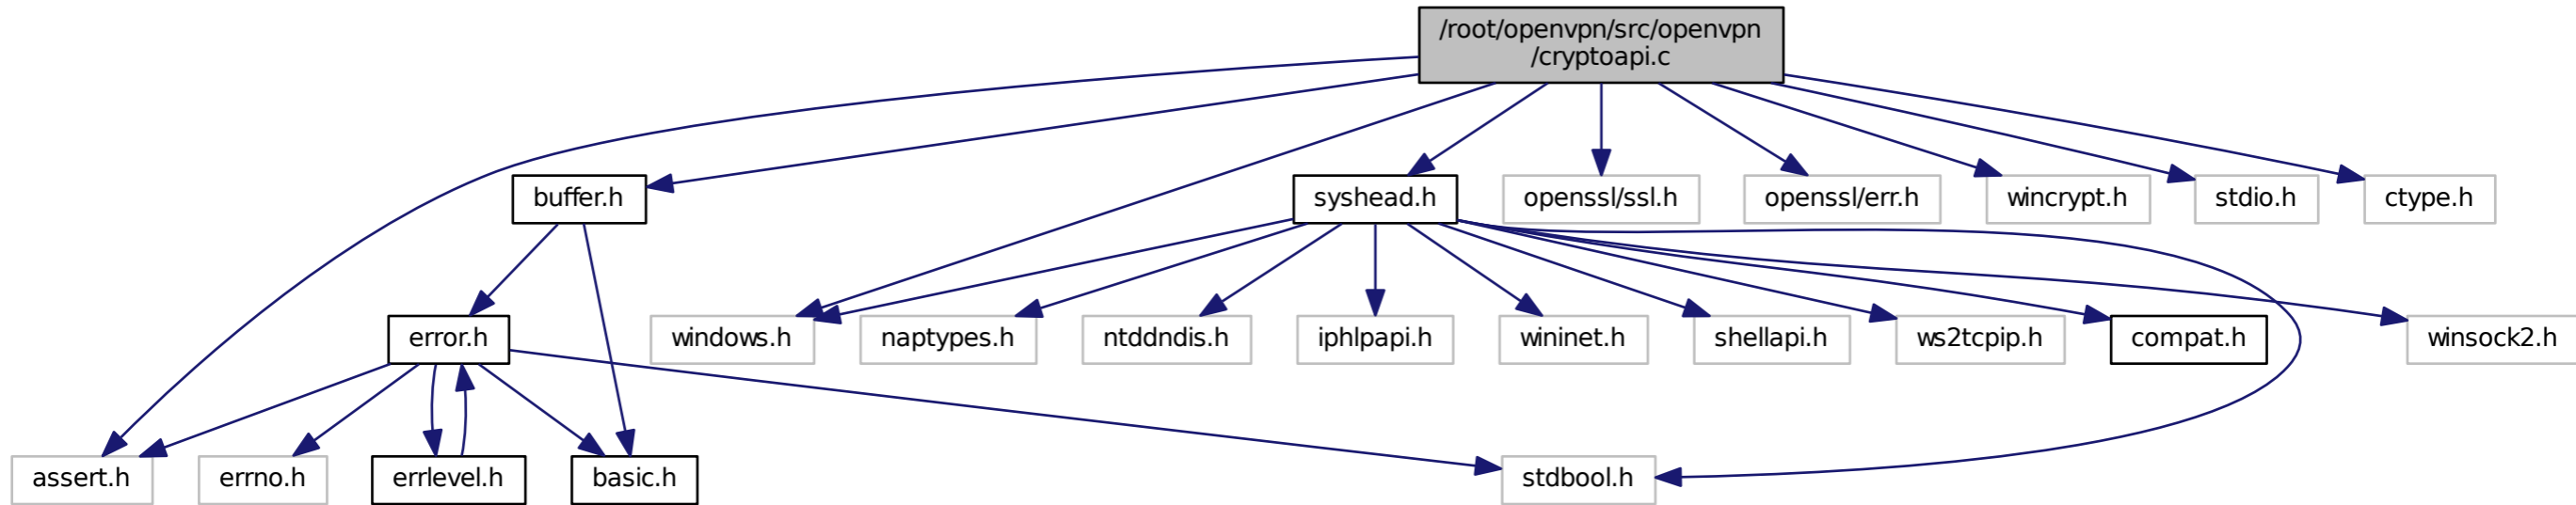 /root/openvpn/src/openvpn
/cryptoapi.c
buffer.h
syshead.h
openssl/ssl.h
openssl/err.h
wincrypt.h
stdio.h
ctype.h
error.h
windows.h
naptypes.h
ntddndis.h
iphlpapi.h
wininet.h
shellapi.h
ws2tcpip.h
compat.h
winsock2.h
assert.h
errno.h
errlevel.h
basic.h
stdbool.h